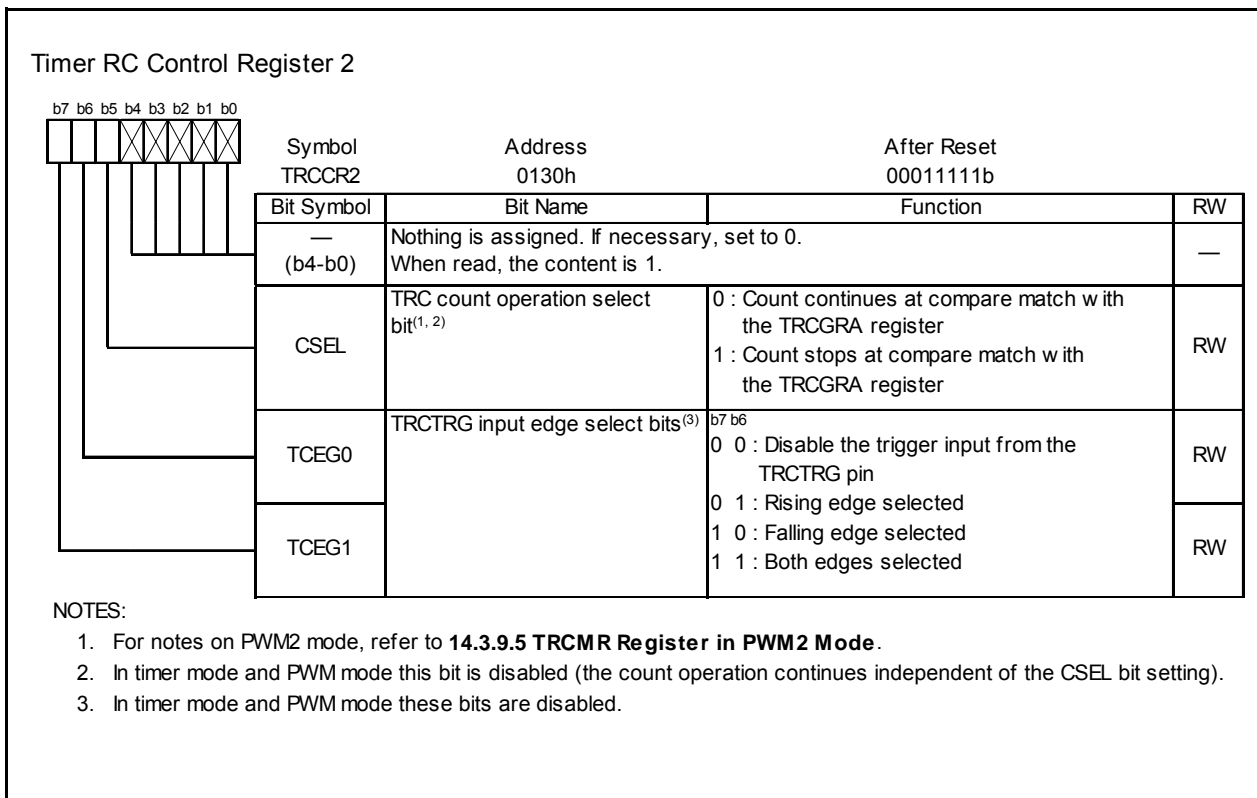 Timer RC Control Register 2
b7 b6 b5 b4 b3 b2 b1 b0
Symbol Address After Reset
TRCCR2 0130h 00011111b
Bit Symbol Bit Name Function RW
—
(b4-b0)
Nothing is assigned. If necessary, set to 0.
When read, the content is 1.
—
CSEL
TRC count operation select
bit(1, 2)
0 : Count continues at compare match with
the TRCGRA register
1 : Count stops at compare match with
the TRCGRA register
RW
TCEG0
TRCTRG input edge select bits(3)
b7 b6
0 0 : Disable the trigger input from the
TRCTRG pin
0 1 : Rising edge selected
1 0 : Falling edge selected
1 1 : Both edges selected
RW
TCEG1
RW
NOTES:
1. For notes on PWM2 mode, refer to 14.3.9.5 TRCMR Register in PWM2 Mode.
2. In timer mode and PWM mode this bit is disabled (the count operation continues independent of the CSEL bit setting).
3. In timer mode and PWM mode these bits are disabled.